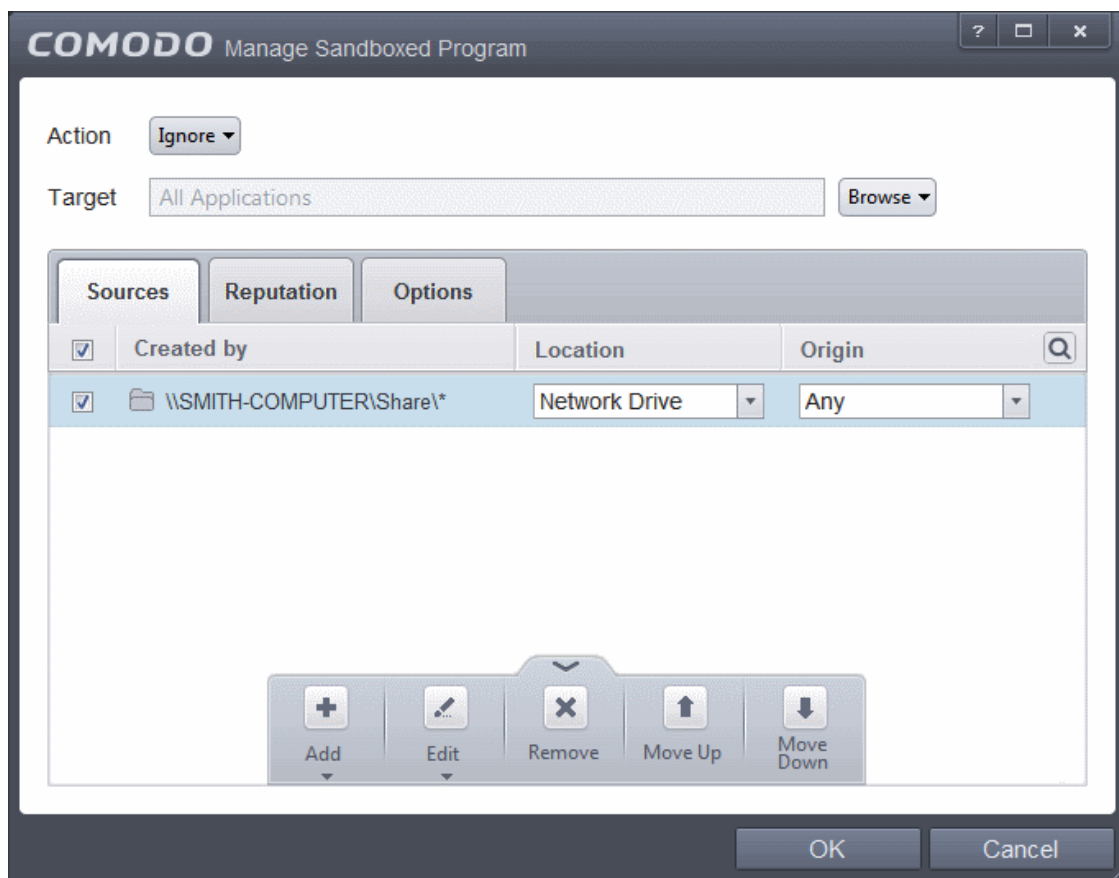 COMODO Manage Sandboxed Program
?
Action Ignore
Target All Applications Browse
Sources Reputation Options
Created by Location Origin
\\SMITH-COMPUTER\Share\* Network Drive Any
Add Edit Remove Move Up Move Down
OK Cancel